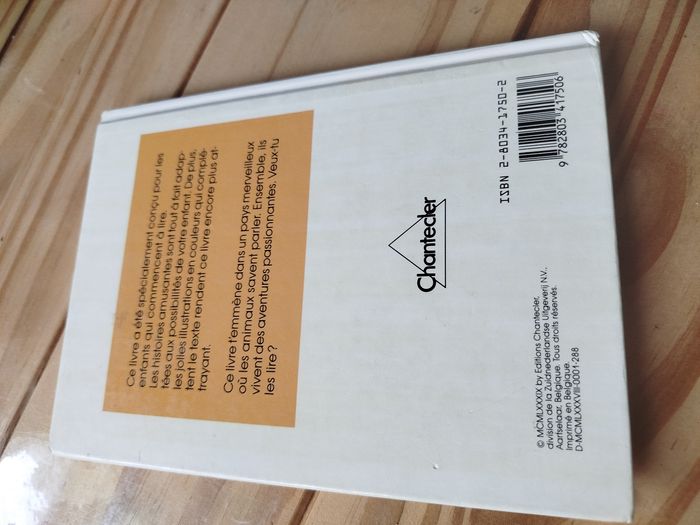 Ce livre a été spécialement conçu pour les
enfants qui commencent à lire.
Les histoires amusantes sont tout à fait adap-
tées aux possibilités de votre enfant. De plus,
les jolies illustrations en couleurs qui complè-
tent le texte rendent ce livre encore plus at-
trayant.
Ce livre t'emmène dans un pays merveilleux
où les animaux savent parler. Ensemble, ils
vivent des aventures passionnantes. Veux-tu
les lire ?
Chantecler
ISBN 2-8034-1750-2
9 782803 417506
© MCMLXXXIX by Editions Chantecler,
division de la Zuidnederlandse Uitgeverij N.V.,
Aartselaar, Belgique. Tous droits réservés.
Imprimé en Belgique.
D-MCMLXXXVIII-0001-288